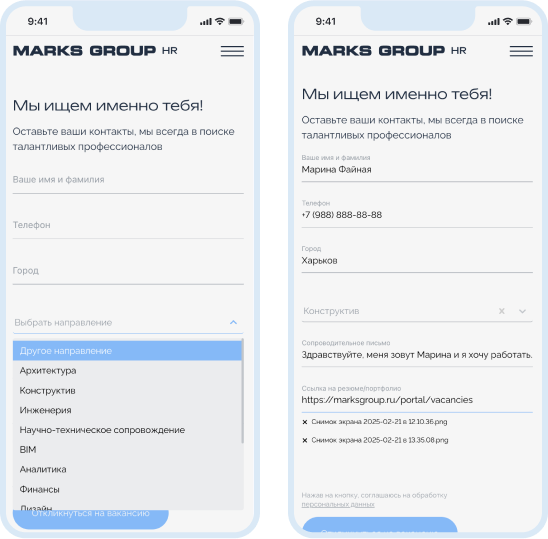 9:41
MARKS GROUP HR
Мы ищем именно тебя!
Оставьте ваши контакты, мы всегда в поиске
талантливых профессионалов
Ваше имя и фамилия
Телефон
Город
Выбрать направление
Другое направление
Архитектура
Конструктив
Инженерия
Научно-техническое сопровождение
BIM
Аналитика
Финансы
Дизайн
Откликнуться на вакансию
9:41
MARKS GROUP HR
Мы ищем именно тебя!
Оставьте ваши контакты, мы всегда в поиске
талантливых профессионалов
Ваше имя и фамилия
Марина Файная
Телефон
+7 (988) 888-88-88
Город
Харьков
Конструктив
Сопроводительное письмо
Здравствуйте, меня зовут Марина и я хочу работать.
Ссылка на резюме/портфолио
https://marksgroup.ru/portal/vacancies
Снимок экрана 2025-02-21 в 12.10.36.png
Снимок экрана 2025-02-21 в 13.35.08.png
Нажав на кнопку, соглашаюсь на обработку
персональных данных
Откликнуться на вакансию